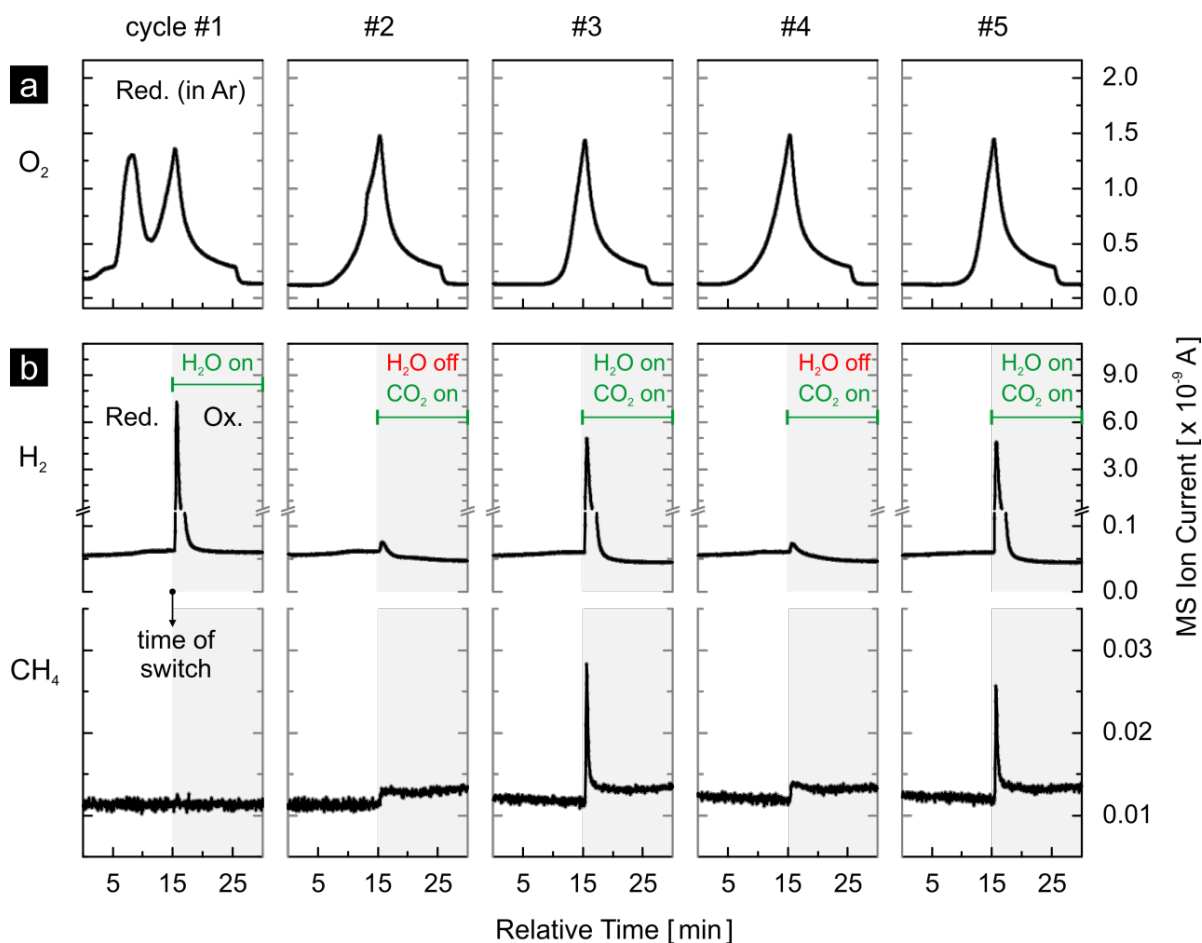 cycle #1 #2 #3 #4 #5
a
Red. (in Ar)
O₂
2.0
1.5
1.0
0.5
0.0
b
H₂O on
H₂O off
CO₂ on
H₂O on
CO₂ on
H₂O off
CO₂ on
H₂O on
CO₂ on
Red. Ox.
H₂
9.0
6.0
3.0
0.1
0.0
time of
switch
CH₄
0.03
0.02
0.01
MS Ion Current [ x 10⁻⁹ A]
5 15 25 5 15 25 5 15 25 5 15 25 5 15 25
Relative Time [ min]